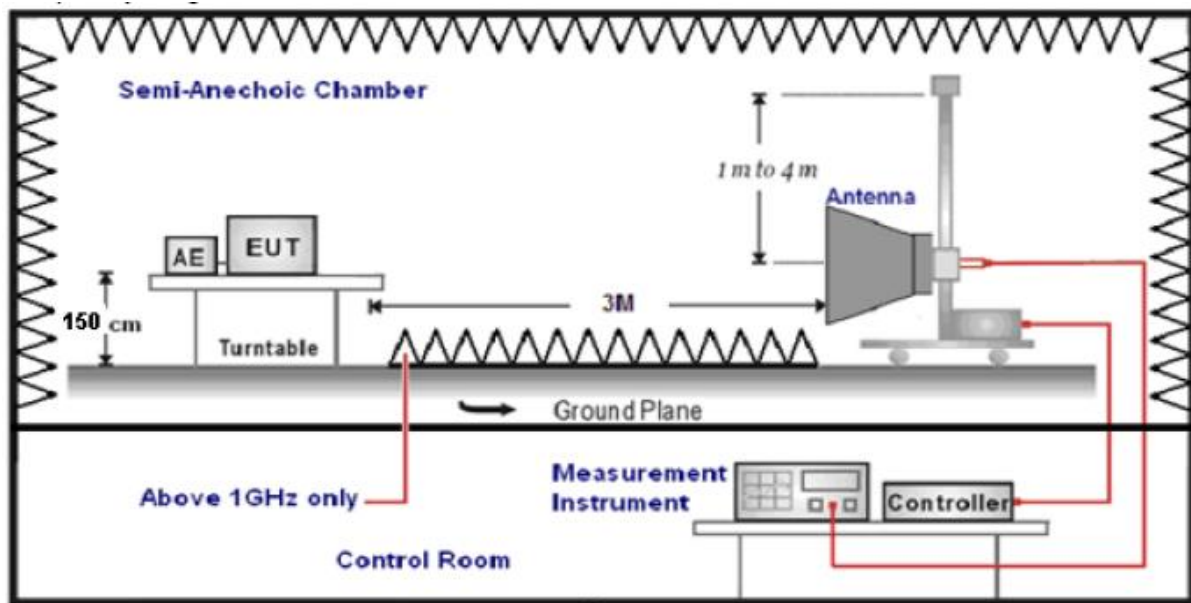 Semi-Anechoic Chamber
1 m to 4 m
Antenna
AE
EUT
150 cm
3M
Turntable
Ground Plane
Above 1GHz only
Measurement
Instrument
Controller
Control Room